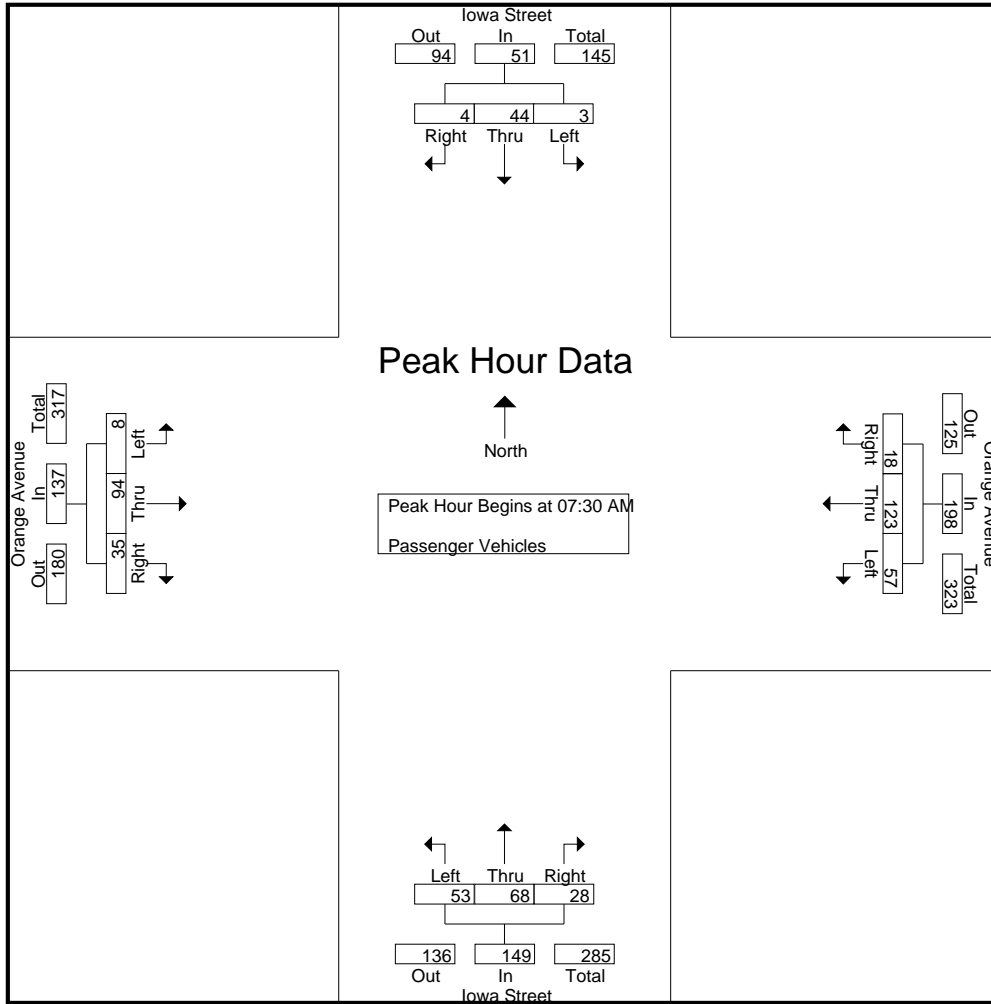 Iowa Street
Out In Total
94 51 145
4 44 3
Right Thru Left
Peak Hour Data
North
Peak Hour Begins at 07:30 AM
Passenger Vehicles
Orange Avenue
Out In Total
180 137 317
8 94 35
Left Thru Right
Orange Avenue
Out In Total
125 198 323
Right Thru Left
18 123 57
Left Thru Right
53 68 28
136 149 285
Out In Total
Iowa Street